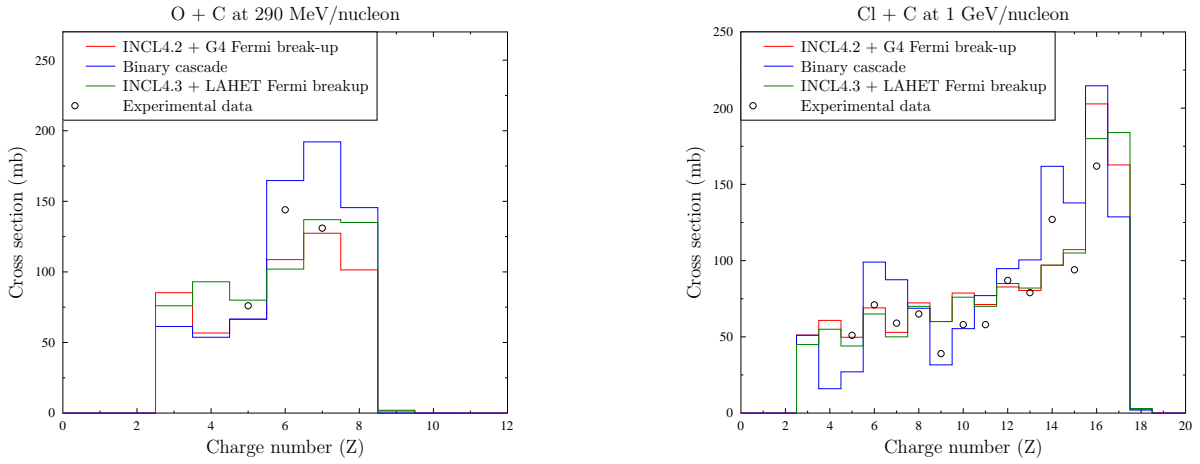 O + C at 290 MeV/nucleon
INCL4.2 + G4 Fermi break-up
Binary cascade
INCL4.3 + LAHET Fermi breakup
Experimental data
Cross section (mb)
250
200
150
100
50
0
0 2 4 6 8 10 12
Charge number (Z)
Cl + C at 1 GeV/nucleon
INCL4.2 + G4 Fermi break-up
Binary cascade
INCL4.3 + LAHET Fermi breakup
Experimental data
Cross section (mb)
250
200
150
100
50
0
0 2 4 6 8 10 12 14 16 18 20
Charge number (Z)